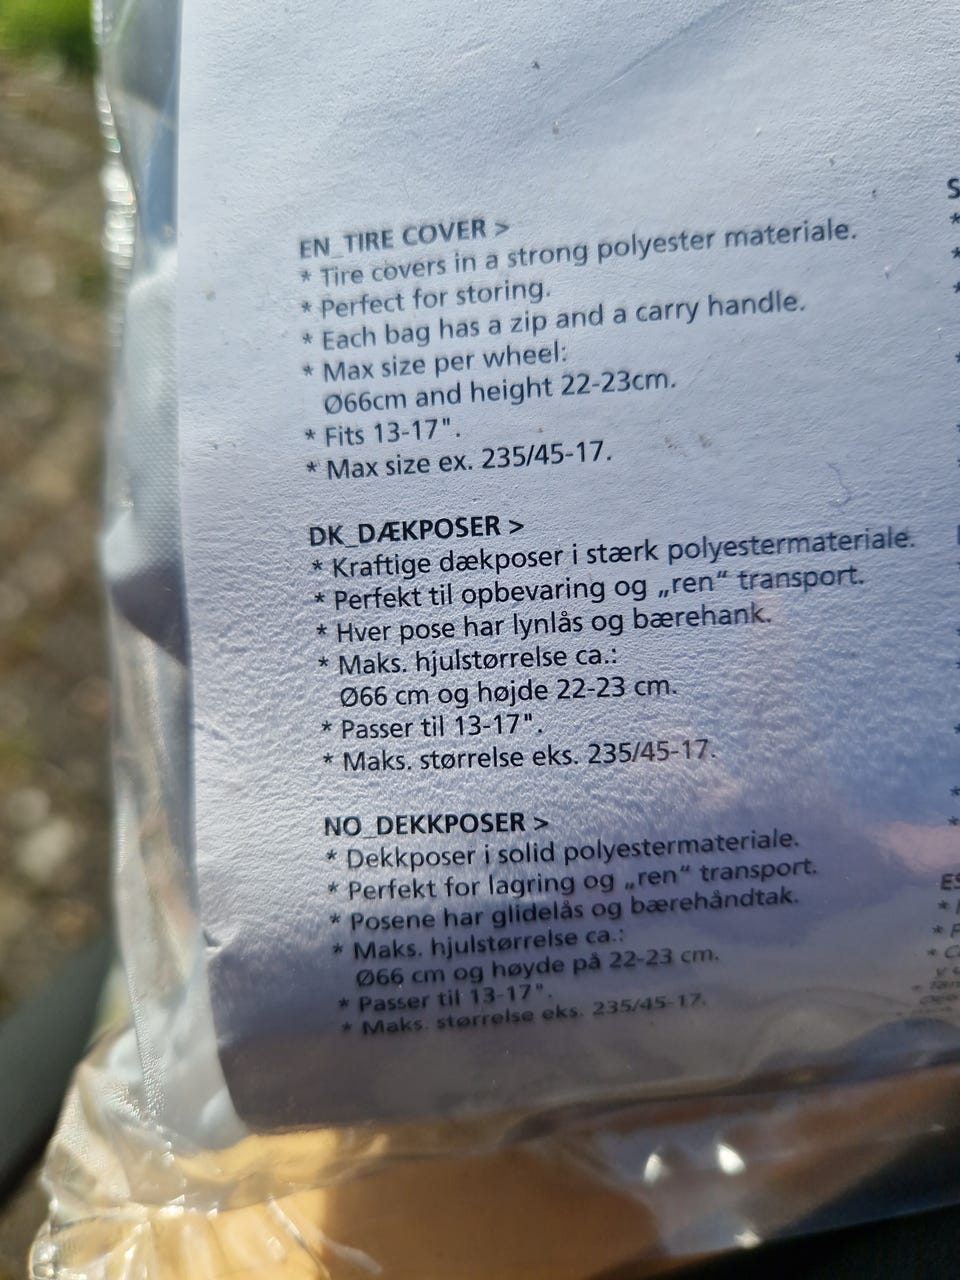 EN_TIRE COVER >
* Tire covers in a strong polyester materiale.
* Perfect for storing.
* Each bag has a zip and a carry handle.
* Max size per wheel:
Ø66cm and height 22-23cm.
* Fits 13-17".
* Max size ex. 235/45-17.
DK_DÆKPOSER >
* Kraftige dækposer i stærk polyestermateriale.
* Perfekt til opbevaring og „ren“ transport.
* Hver pose har lynlås og bærehank.
* Maks. hjulstørrelse ca.:
Ø66 cm og højde 22-23 cm.
* Passer til 13-17".
* Maks. størrelse eks. 235/45-17.
NO_DEKKPOSER >
* Dekkposer i solid polyestermateriale.
* Perfekt for lagring og „ren“ transport.
* Posene har glidelås og bærehåndtak.
* Maks. hjulstørrelse ca.:
Ø66 cm og høyde på 22-23 cm.
* Passer til 13-17".
* Maks. størrelse eks. 235/45-17.